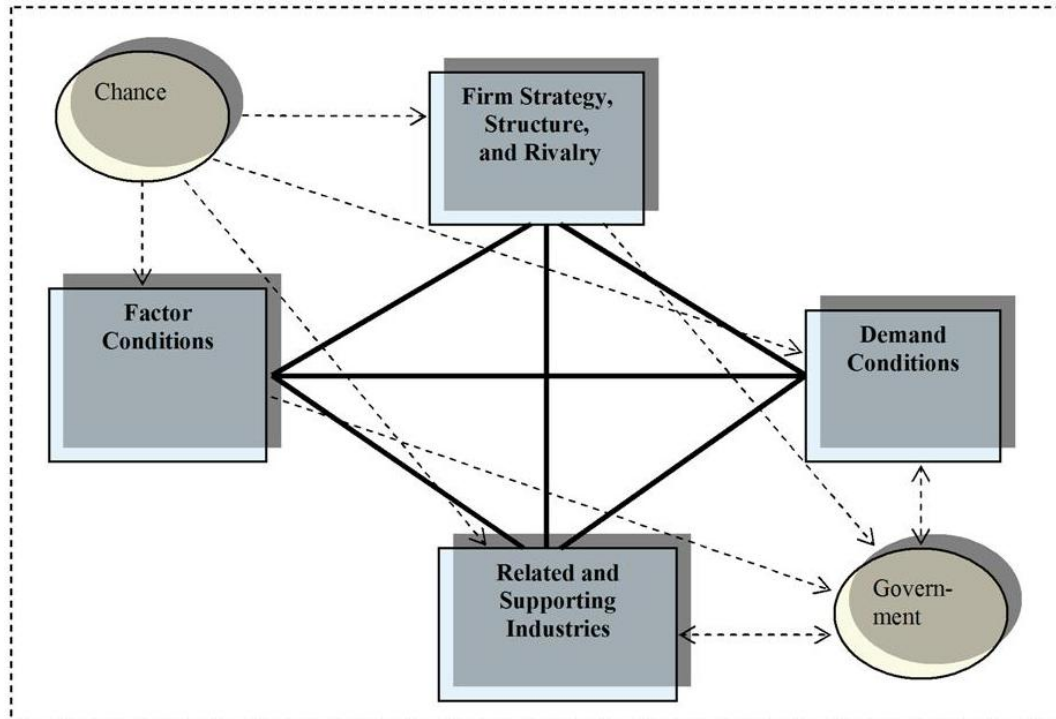 Chance
Firm Strategy,
Structure,
and Rivalry
Factor
Conditions
Demand
Conditions
Related and
Supporting
Industries
Govern-
ment